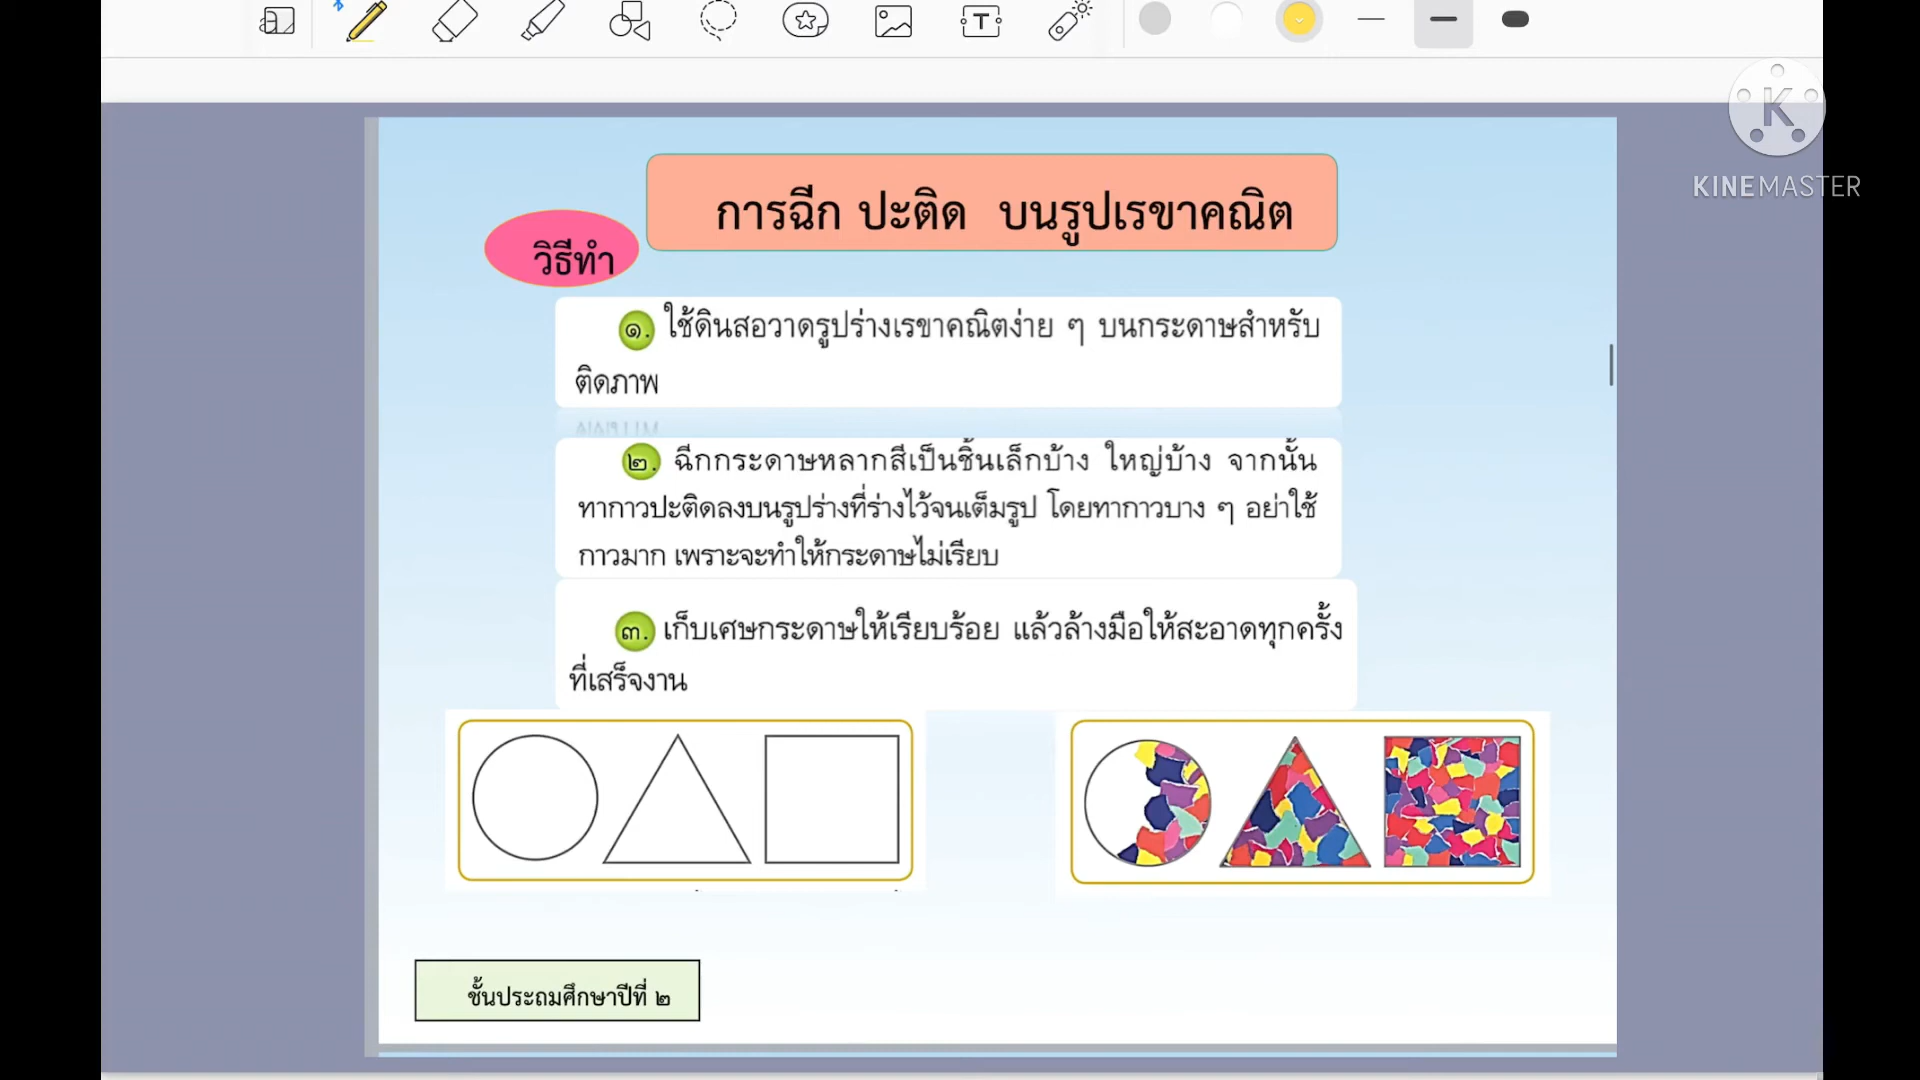 KINEMASTER
การฉีก ปะติด บนรูปเรขาคณิต
วิธีทำ
๑. ใช้ดินสอวาดรูปร่างเรขาคณิตง่าย ๆ บนกระดาษสำหรับ
ติดภาพ
๒. ฉีกกระดาษหลากสีเป็นชิ้นเล็กบ้าง ใหญ่บ้าง จากนั้น
ทากาวปะติดลงบนรูปร่างที่ร่างไว้จนเต็มรูป โดยทากาวบาง ๆ อย่าใช้
กาวมาก เพราะจะทำให้กระดาษไม่เรียบ
๓. เก็บเศษกระดาษให้เรียบร้อย แล้วล้างมือให้สะอาดทุกครั้ง
ที่เสร็จงาน
ชั้นประถมศึกษาปีที่ ๒